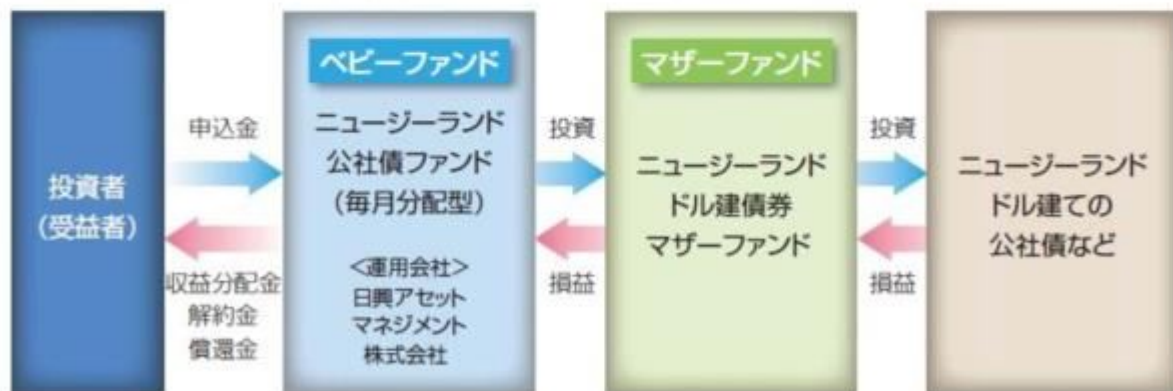 投資者
(受益者)
申込金
収益分配金
解約金
償還金
ベビーファンド
ニュージーランド
公社債ファンド
(毎月分配型)
<運用会社>
日興アセット
マネジメント
株式会社
投資
損益
マザーファンド
ニュージーランド
ドル建債券
マザーファンド
投資
損益
ニュージーランド
ドル建ての
公社債など